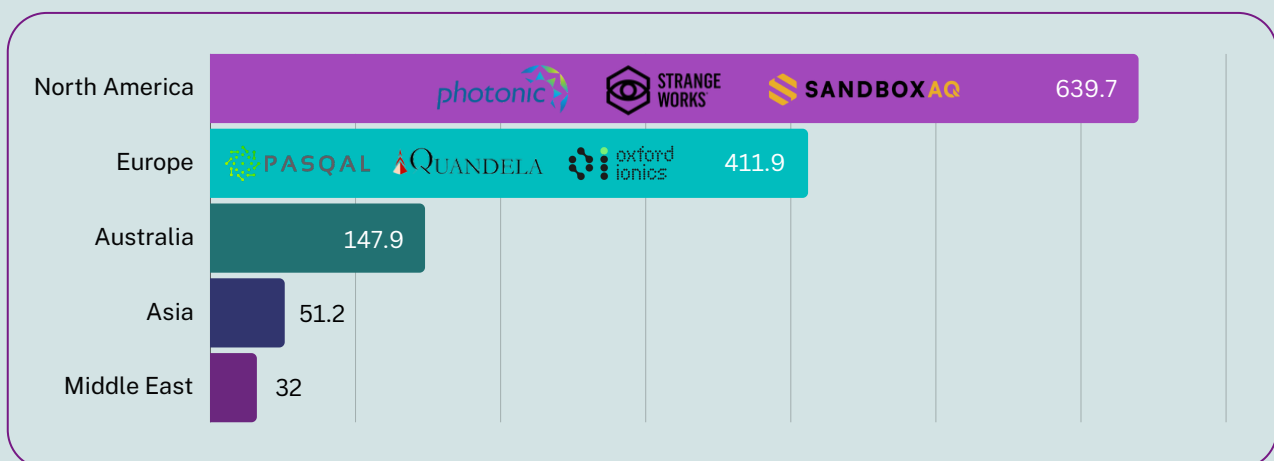 North America
photonic
STRANGE
WORKS
SANDBOXAQ
639.7
Europe
PASQAL
QUANDELA
oxford
ionics
411.9
Australia
147.9
Asia
51.2
Middle East
32